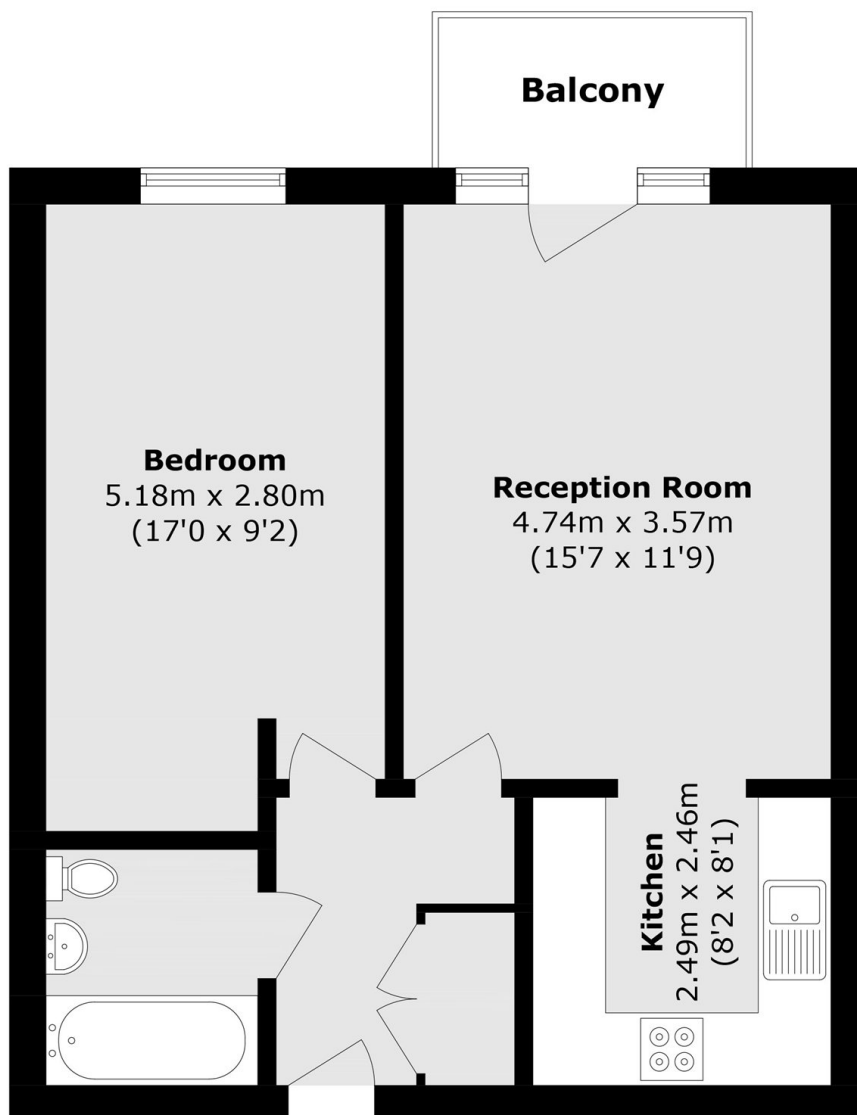 Balcony
Bedroom
5.18m x 2.80m
(17'0 x 9'2)
Reception Room
4.74m x 3.57m
(15'7 x 11'9)
Kitchen
2.49m x 2.46m
(8'2 x 8'1)